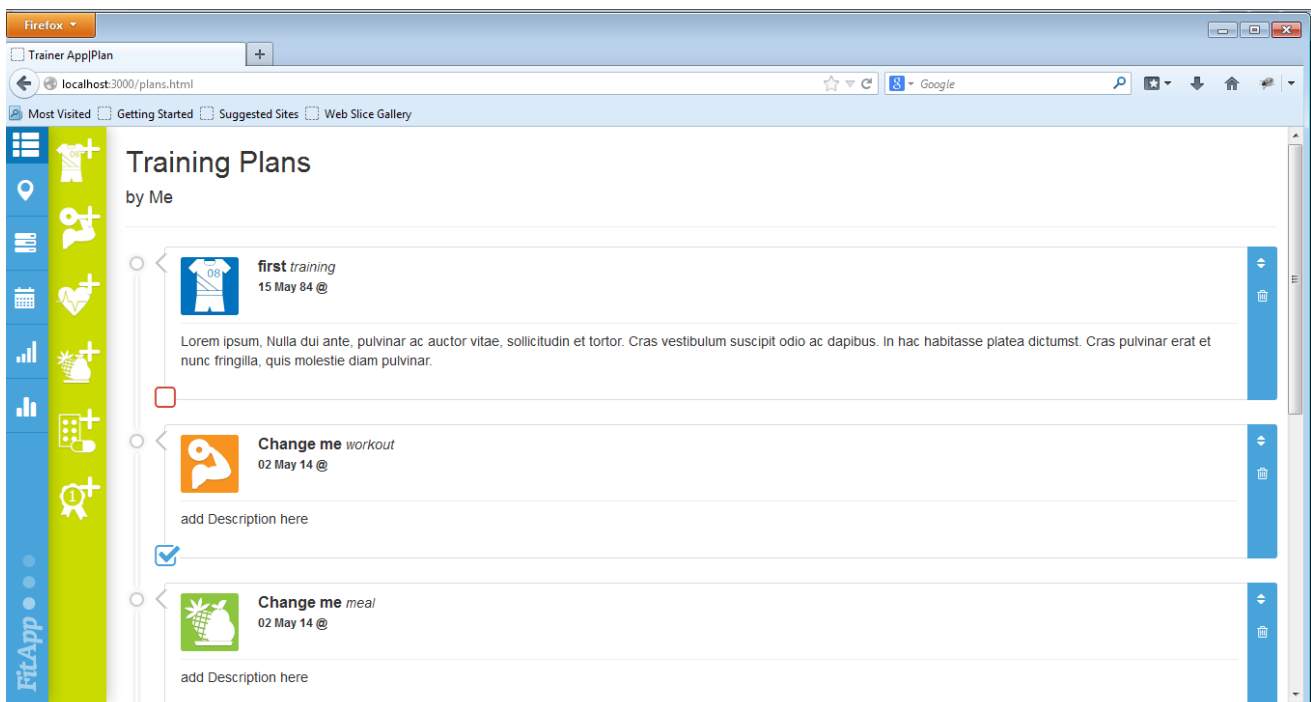 Firefox
Trainer App|Plan
localhost:3000/plans.html
Google
Most Visited Getting Started Suggested Sites Web Slice Gallery
Training Plans
by Me
08
first training
15 May 84 @
Lorem ipsum, Nulla dui ante, pulvinar ac auctor vitae, sollicitudin et tortor. Cras vestibulum suscipit odio ac dapibus. In hac habitasse platea dictumst. Cras pulvinar erat et
nunc fringilla, quis molestie diam pulvinar.
Change me workout
02 May 14 @
add Description here
Change me meal
02 May 14 @
add Description here
08
1
FitApp